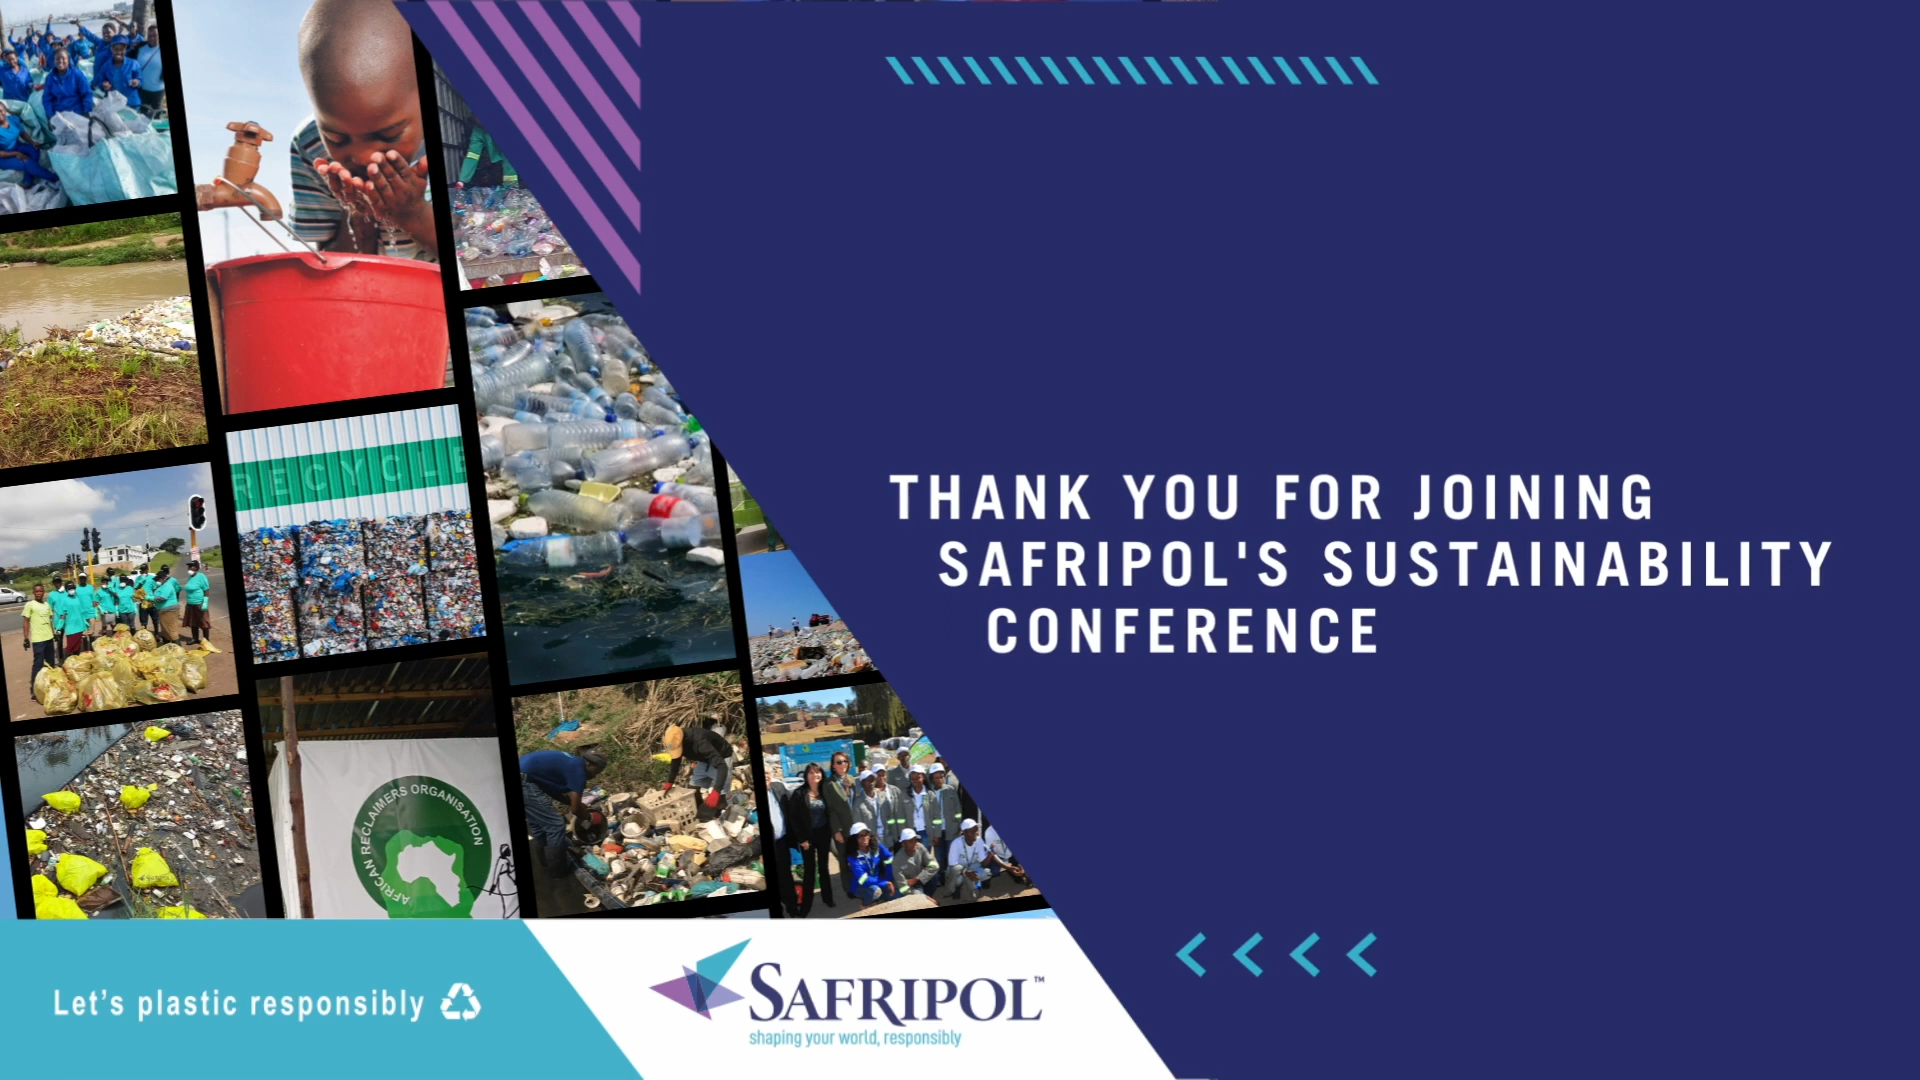 RECYCLE
AFRICAN RECLAIMERS ORGANISATION
THANK YOU FOR JOINING
SAFRIPOL'S SUSTAINABILITY
CONFERENCE
Let's plastic responsibly
SAFRIPOL™
shaping your world, responsibly